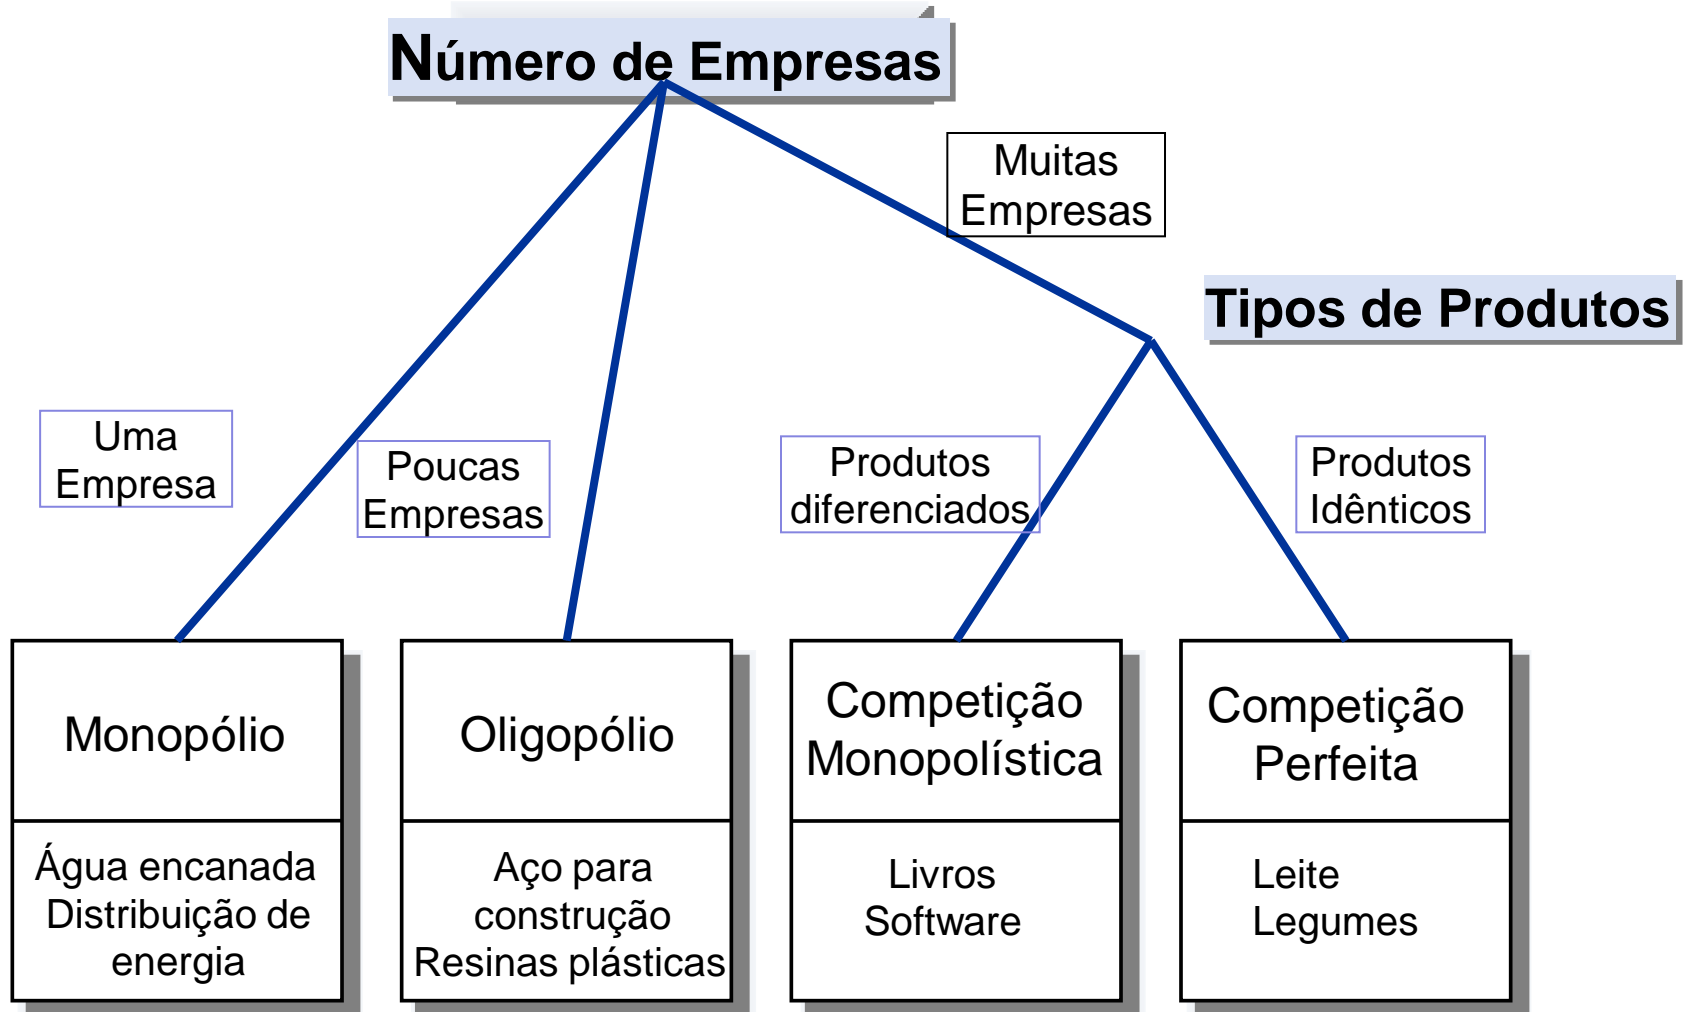 Número de Empresas
Muitas
Empresas
Tipos de Produtos
Uma
Empresa
Poucas
Empresas
Produtos
diferenciados
Produtos
Idênticos
Monopólio
Oligopólio
Competição
Monopolística
Competição
Perfeita
Água encanada
Distribuição de
energia
Aço para
construção
Resinas plásticas
Livros
Software
Leite
Legumes